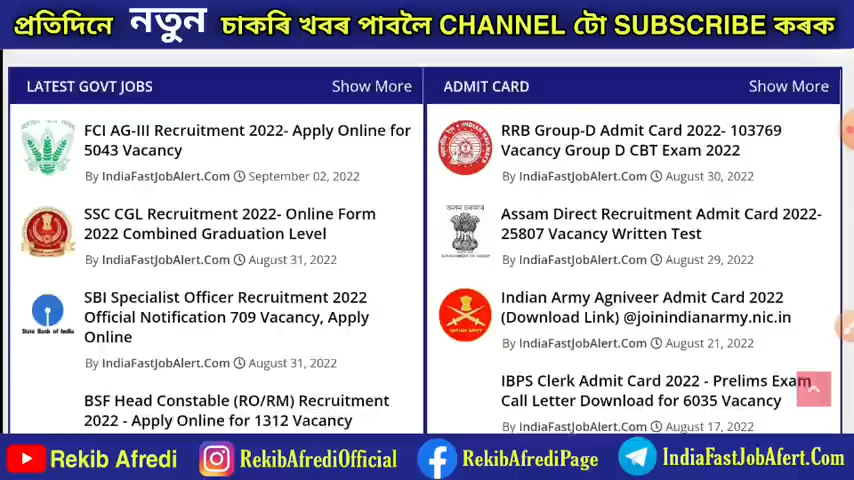 প্ৰতিদিনে নতুন চাকৰি খবৰ পাবলৈ CHANNEL টো SUBSCRIBE কৰক
LATEST GOVT JOBS
Show More
FCI AG-III Recruitment 2022- Apply Online for
5043 Vacancy
By IndiaFastJobAlert.Com September 02, 2022
SSC CGL Recruitment 2022- Online Form
2022 Combined Graduation Level
By IndiaFastJobAlert.Com August 31, 2022
State Bank of India
SBI Specialist Officer Recruitment 2022
Official Notification 709 Vacancy, Apply
Online
By IndiaFastJobAlert.Com August 31, 2022
BSF Head Constable (RO/RM) Recruitment
2022 - Apply Online for 1312 Vacancy
ADMIT CARD
Show More
RRB Group-D Admit Card 2022- 103769
Vacancy Group D CBT Exam 2022
By IndiaFastJobAlert.Com August 30, 2022
Assam Direct Recruitment Admit Card 2022-
25807 Vacancy Written Test
By IndiaFastJobAlert.Com August 29, 2022
INDIAN ARMY
Indian Army Agniveer Admit Card 2022
(Download Link) @joinindianarmy.nic.in
By IndiaFastJobAlert.Com August 21, 2022
IBPS Clerk Admit Card 2022 - Prelims Exam
Call Letter Download for 6035 Vacancy
By IndiaFastJobAlert.Com August 17, 2022
Rekib Afredi
RekibAfrediOfficial
RekibAfrediPage
IndiaFastJobAfert.Com